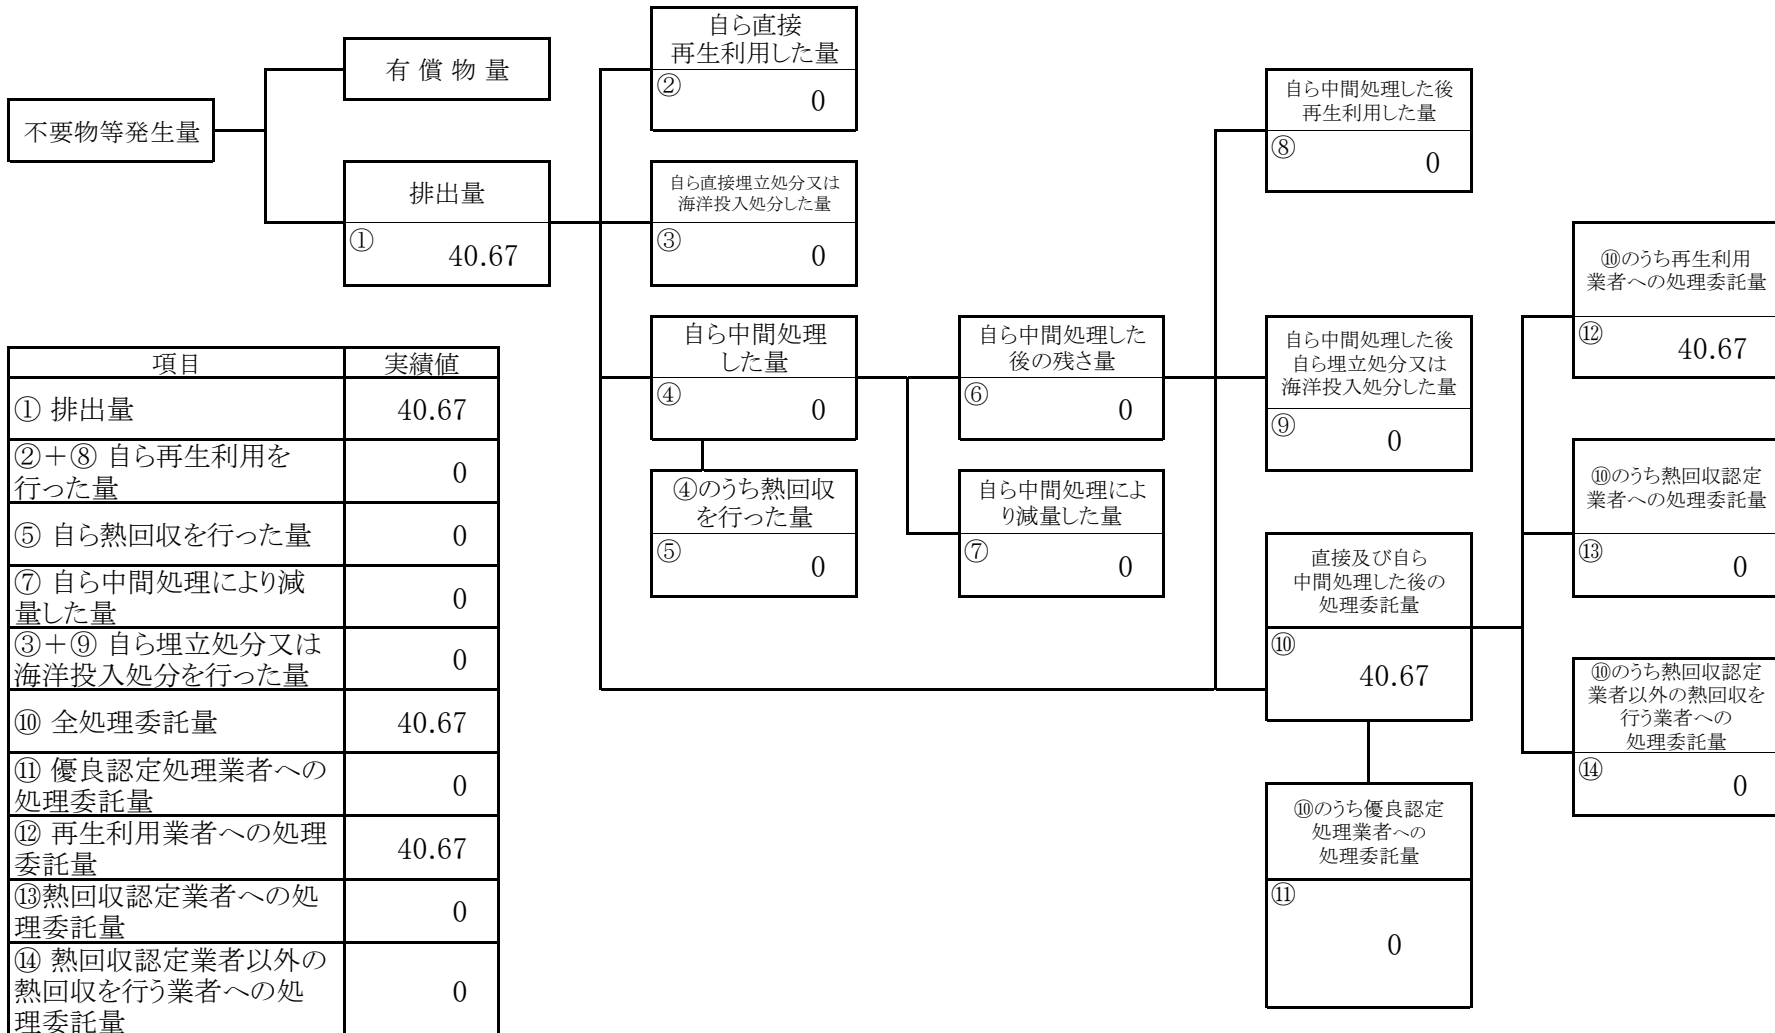 不要物等発生量
有 償 物 量
排出量
①
40.67
自ら直接
再生利用した量
②
0
自ら直接埋立処分又は
海洋投入処分した量
③
0
自ら中間処理
した量
④
0
④のうち熱回収
を行った量
⑤
0
自ら中間処理した
後の残さ量
⑥
0
自ら中間処理によ
り減量した量
⑦
0
自ら中間処理した後
再生利用した量
⑧
0
自ら中間処理した後
自ら埋立処分又は
海洋投入処分した量
⑨
0
直接及び自ら
中間処理した後の
処理委託量
⑩
40.67
⑩のうち優良認定
処理業者への
処理委託量
⑪
0
⑩のうち再生利用
業者への処理委託量
⑫
40.67
⑩のうち熱回収認定
業者への処理委託量
⑬
0
⑩のうち熱回収認定
業者以外の熱回収を
行う業者への
処理委託量
⑭
0
項目 実績値
① 排出量 40.67
②＋⑧ 自ら再生利用を
行った量 0
⑤ 自ら熱回収を行った量 0
⑦ 自ら中間処理により減
量した量 0
③＋⑨ 自ら埋立処分又は
海洋投入処分を行った量 0
⑩ 全処理委託量 40.67
⑪ 優良認定処理業者への
処理委託量 0
⑫ 再生利用業者への処理
委託量 40.67
⑬熱回収認定業者への処
理委託量 0
⑭ 熱回収認定業者以外の
熱回収を行う業者への処
理委託量 0